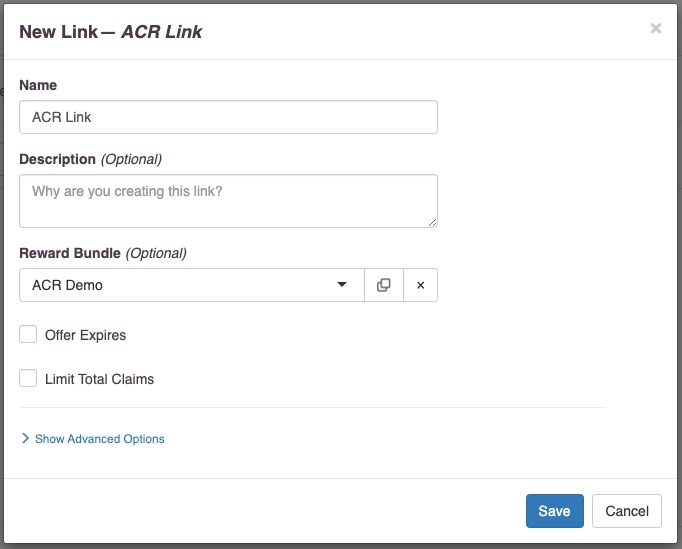 New Link— ACR Link
×
Name
ACR Link
Description (Optional)
Why are you creating this link?
Reward Bundle (Optional)
ACR Demo
×
Offer Expires
Limit Total Claims
Show Advanced Options
Save Cancel